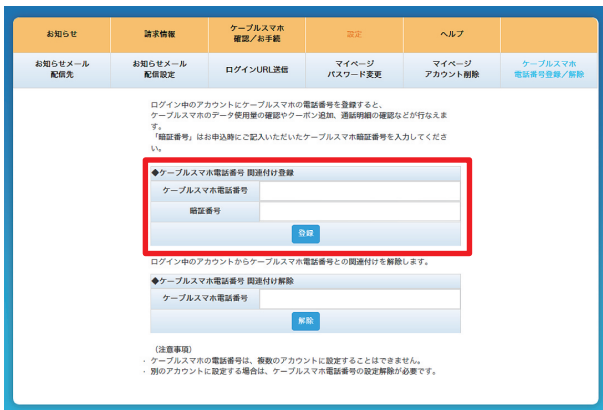 お知らせ
請求情報
ケーブルスマホ
確認／お手続
設定
ヘルプ
お知らせメール
配信先
お知らせメール
配信設定
ログインURL送信
マイページ
パスワード変更
マイページ
アカウント削除
ケーブルスマホ
電話番号登録／解除
ログイン中のアカウントにケーブルスマホの電話番号を登録すると、
ケーブルスマホのデータ使用量の確認やクーポン追加、通話明細の確認などが行なえま
す。
「暗証番号」はお申込時にご記入いただいたケーブルスマホ暗証番号を入力してくださ
い。
◆ケーブルスマホ電話番号 関連付け登録
ケーブルスマホ電話番号
暗証番号
登録
ログイン中のアカウントからケーブルスマホ電話番号との関連付けを解除します。
◆ケーブルスマホ電話番号 関連付け解除
ケーブルスマホ電話番号
解除
（注意事項）
・ ケーブルスマホの電話番号は、複数のアカウントに設定することはできません。
・ 別のアカウントに設定する場合は、ケーブルスマホ電話番号の設定解除が必要です。